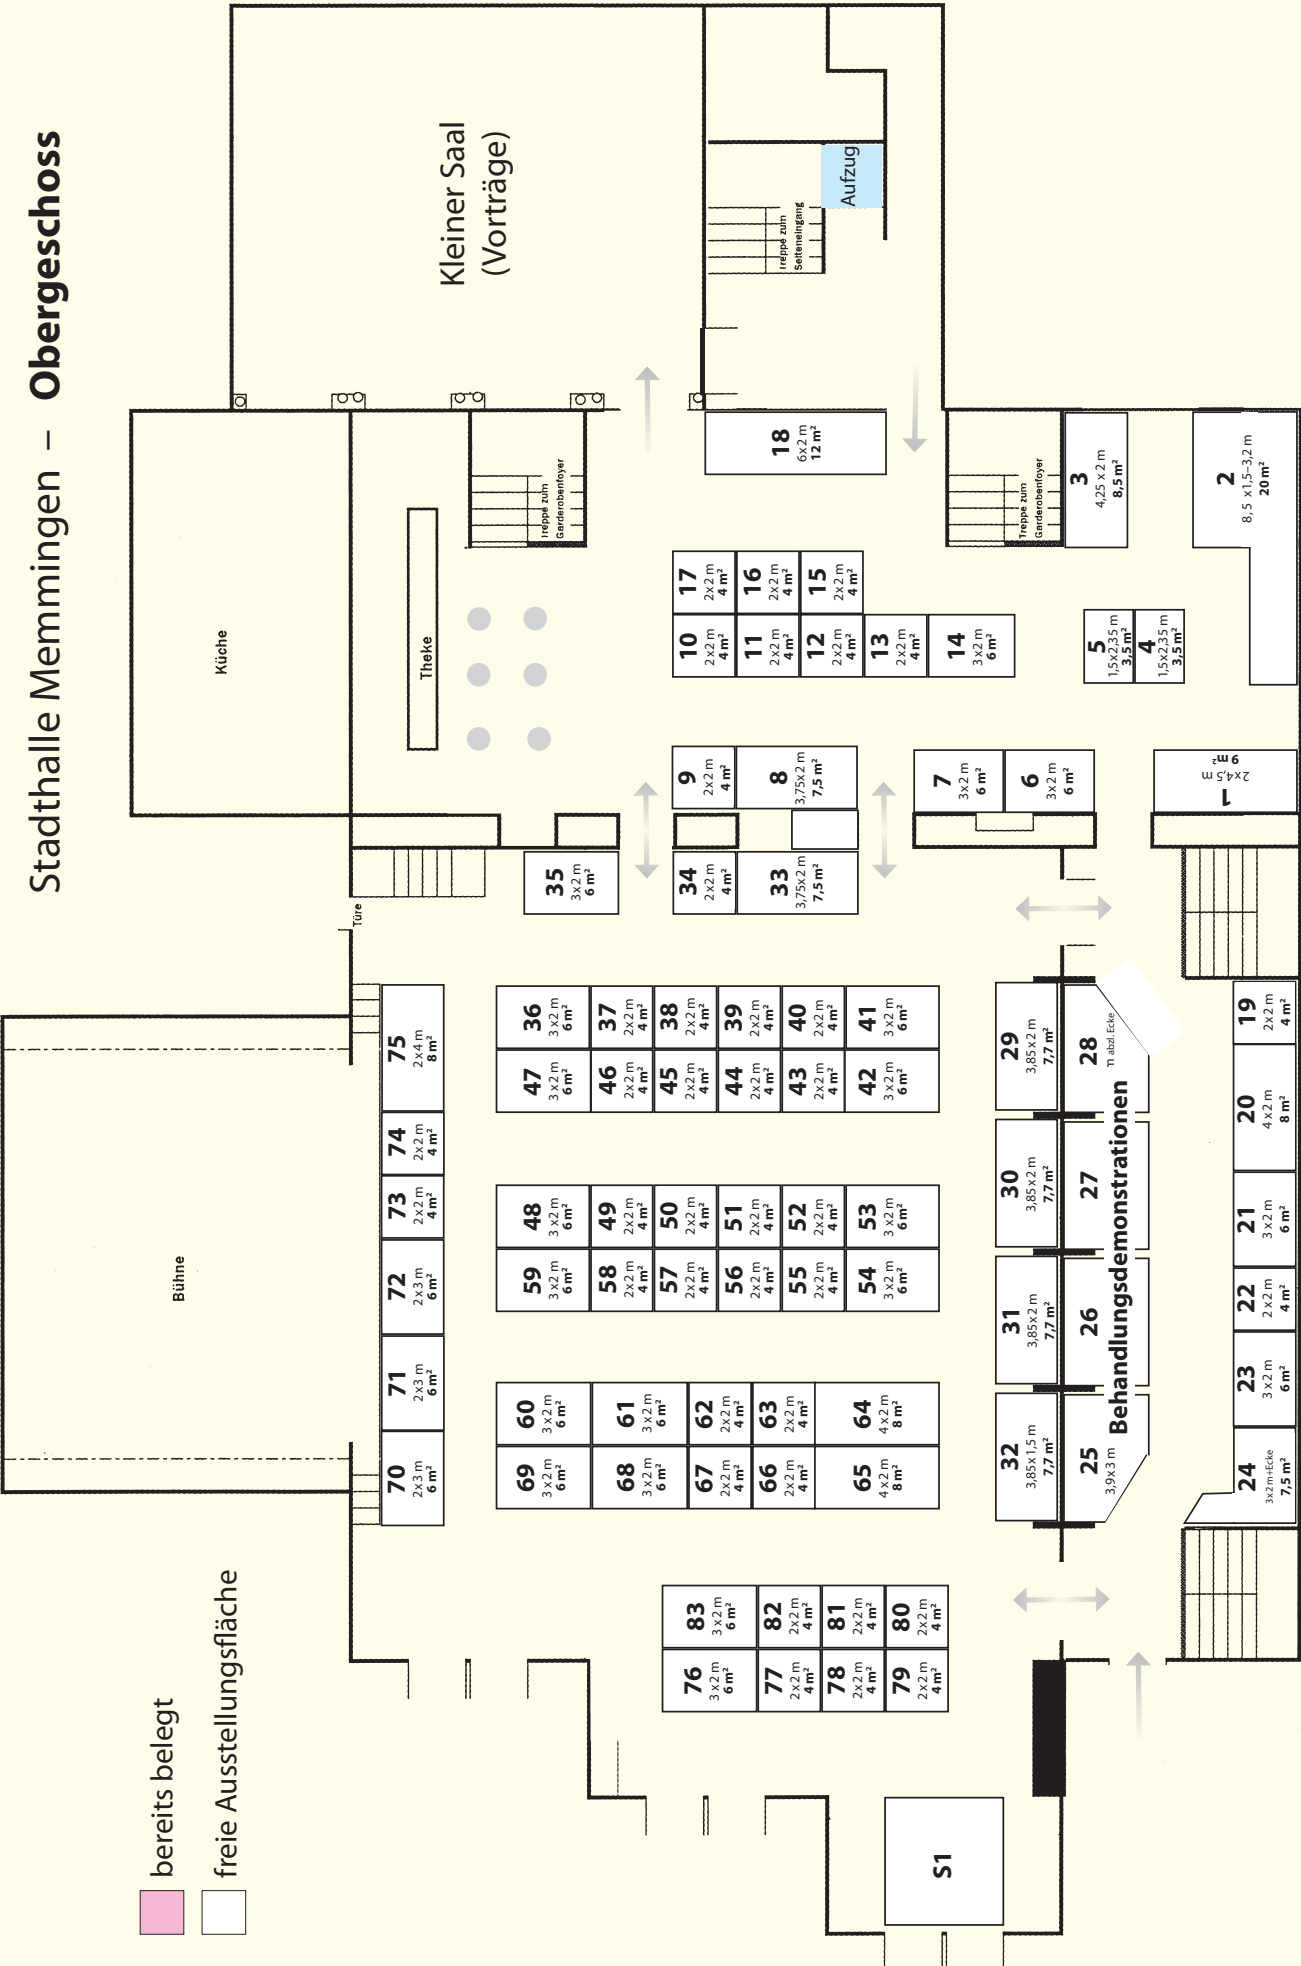 Stadthalle Memmingen – Obergeschoss
bereits belegt
freie Ausstellungsfläche
Kleiner Saal
(Vorträge)
Aufzug
Treppe zum
Seiteneingang
Küche
Theke
Treppe zum
Garderobenfoyer
Treppe zum
Garderobenfoyer
Türe
Bühne
Behandlungsdemonstrationen
1
2x4,5 m
9 m²
2
8,5 x1,5–3,2 m
20 m²
3
4,25 x 2 m
8,5 m²
4
1,5x2,35 m
3,5 m²
5
1,5x2,35 m
3,5 m²
6
3x2 m
6 m²
7
3x2 m
6 m²
8
3,75x2 m
7,5 m²
9
2x2 m
4 m²
10
2x2 m
4 m²
11
2x2 m
4 m²
12
2x2 m
4 m²
13
2x2 m
4 m²
14
3x2 m
6 m²
15
2x2 m
4 m²
16
2x2 m
4 m²
17
2x2 m
4 m²
18
6x2 m
12 m²
19
2x2 m
4 m²
20
4x2 m
8 m²
21
3x2 m
6 m²
22
2x2 m
4 m²
23
3x2 m
6 m²
24
3x2m+Ecke
7,5 m²
25
3,9x3 m
26
27
28
abzl. Ecke
29
3,85x2 m
7,7 m²
30
3,85x2 m
7,7 m²
31
3,85x2 m
7,7 m²
32
3,85x1,5 m
7,7 m²
33
3,75x2 m
7,5 m²
34
2x2 m
4 m²
35
3x2 m
6 m²
36
3x2 m
6 m²
37
2x2 m
4 m²
38
2x2 m
4 m²
39
2x2 m
4 m²
40
2x2 m
4 m²
41
3x2 m
6 m²
42
3x2 m
6 m²
43
2x2 m
4 m²
44
2x2 m
4 m²
45
2x2 m
4 m²
46
2x2 m
4 m²
47
3x2 m
6 m²
48
3x2 m
6 m²
49
2x2 m
4 m²
50
2x2 m
4 m²
51
2x2 m
4 m²
52
2x2 m
4 m²
53
3x2 m
6 m²
54
3x2 m
6 m²
55
2x2 m
4 m²
56
2x2 m
4 m²
57
2x2 m
4 m²
58
2x2 m
4 m²
59
3x2 m
6 m²
60
3x2 m
6 m²
61
3x2 m
6 m²
62
2x2 m
4 m²
63
2x2 m
4 m²
64
4x2 m
8 m²
65
4x2 m
8 m²
66
2x2 m
4 m²
67
2x2 m
4 m²
68
3x2 m
6 m²
69
3x2 m
6 m²
70
2x3 m
6 m²
71
2x3 m
6 m²
72
2x3 m
6 m²
73
2x2 m
4 m²
74
2x2 m
4 m²
75
2x4 m
8 m²
76
3x2 m
6 m²
77
2x2 m
4 m²
78
2x2 m
4 m²
79
2x2 m
4 m²
80
2x2 m
4 m²
81
2x2 m
4 m²
82
2x2 m
4 m²
83
3x2 m
6 m²
S1